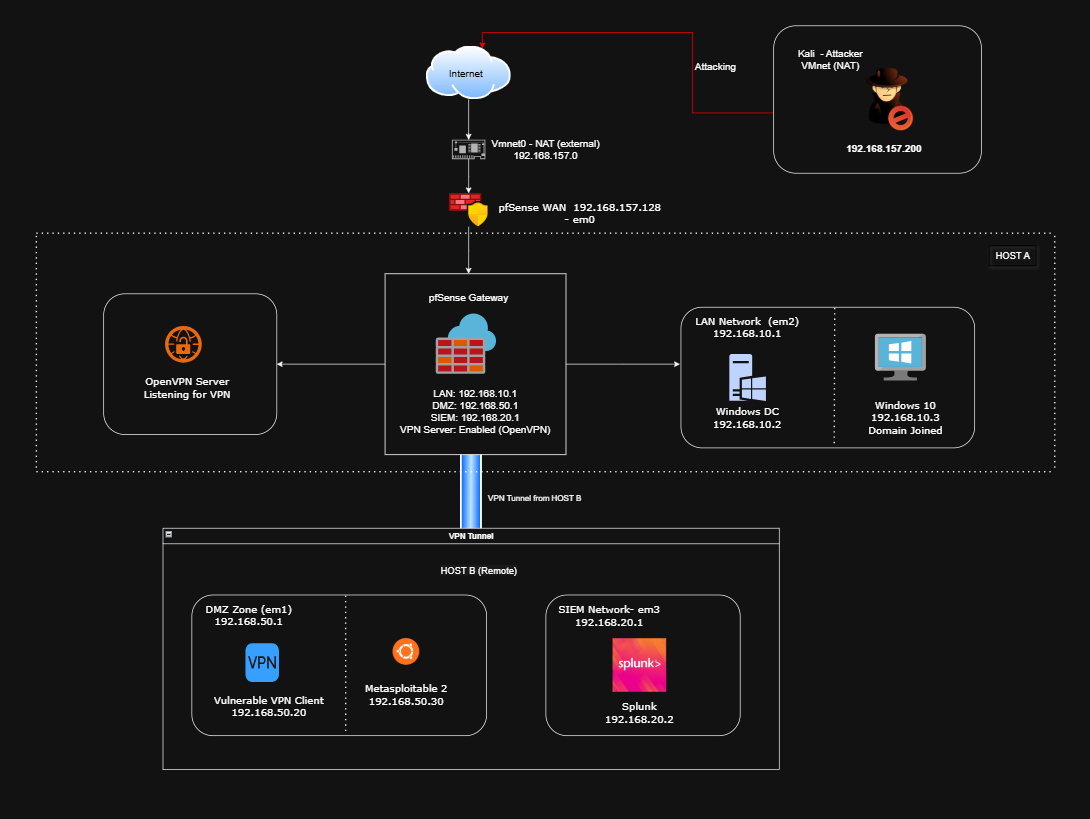 Kali  - Attacker
VMnet (NAT)
192.168.157.200
Attacking
Internet
Vmnet0 - NAT (external)
192.168.157.0
pfSense WAN  192.168.157.128
- em0
HOST A
pfSense Gateway
LAN: 192.168.10.1
DMZ: 192.168.50.1
SIEM: 192.168.20.1
VPN Server: Enabled (OpenVPN)
OpenVPN Server
Listening for VPN
LAN Network  (em2)
192.168.10.1
Windows DC
192.168.10.2
Windows 10
192.168.10.3
Domain Joined
VPN Tunnel from HOST B
VPN Tunnel
HOST B (Remote)
DMZ Zone (em1)
192.168.50.1
VPN
Vulnerable VPN Client
192.168.50.20
Metasploitable 2
192.168.50.30
SIEM Network- em3
192.168.20.1
splunk>
Splunk
192.168.20.2